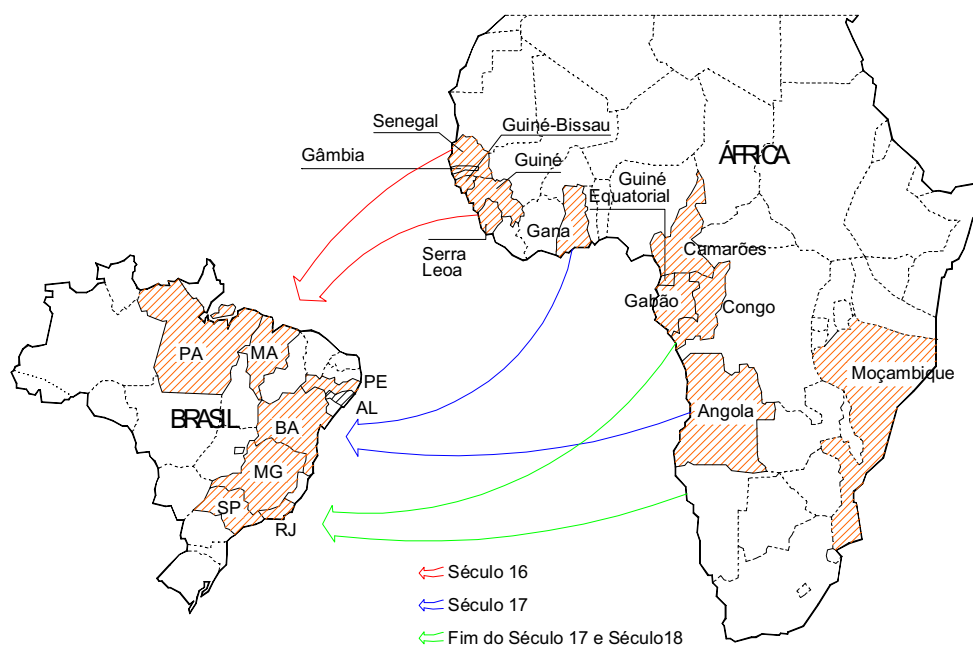 Senegal
Guiné-Bissau
Gâmbia
Guiné
ÁFRICA
Guiné
Equatorial
Gana
Camarões
Serra
Leoa
Gabão
Congo
PA
MA
Moçambique
PE
AL
Angola
BRASIL
BA
MG
SP
RJ
Século 16
Século 17
Fim do Século 17 e Século18